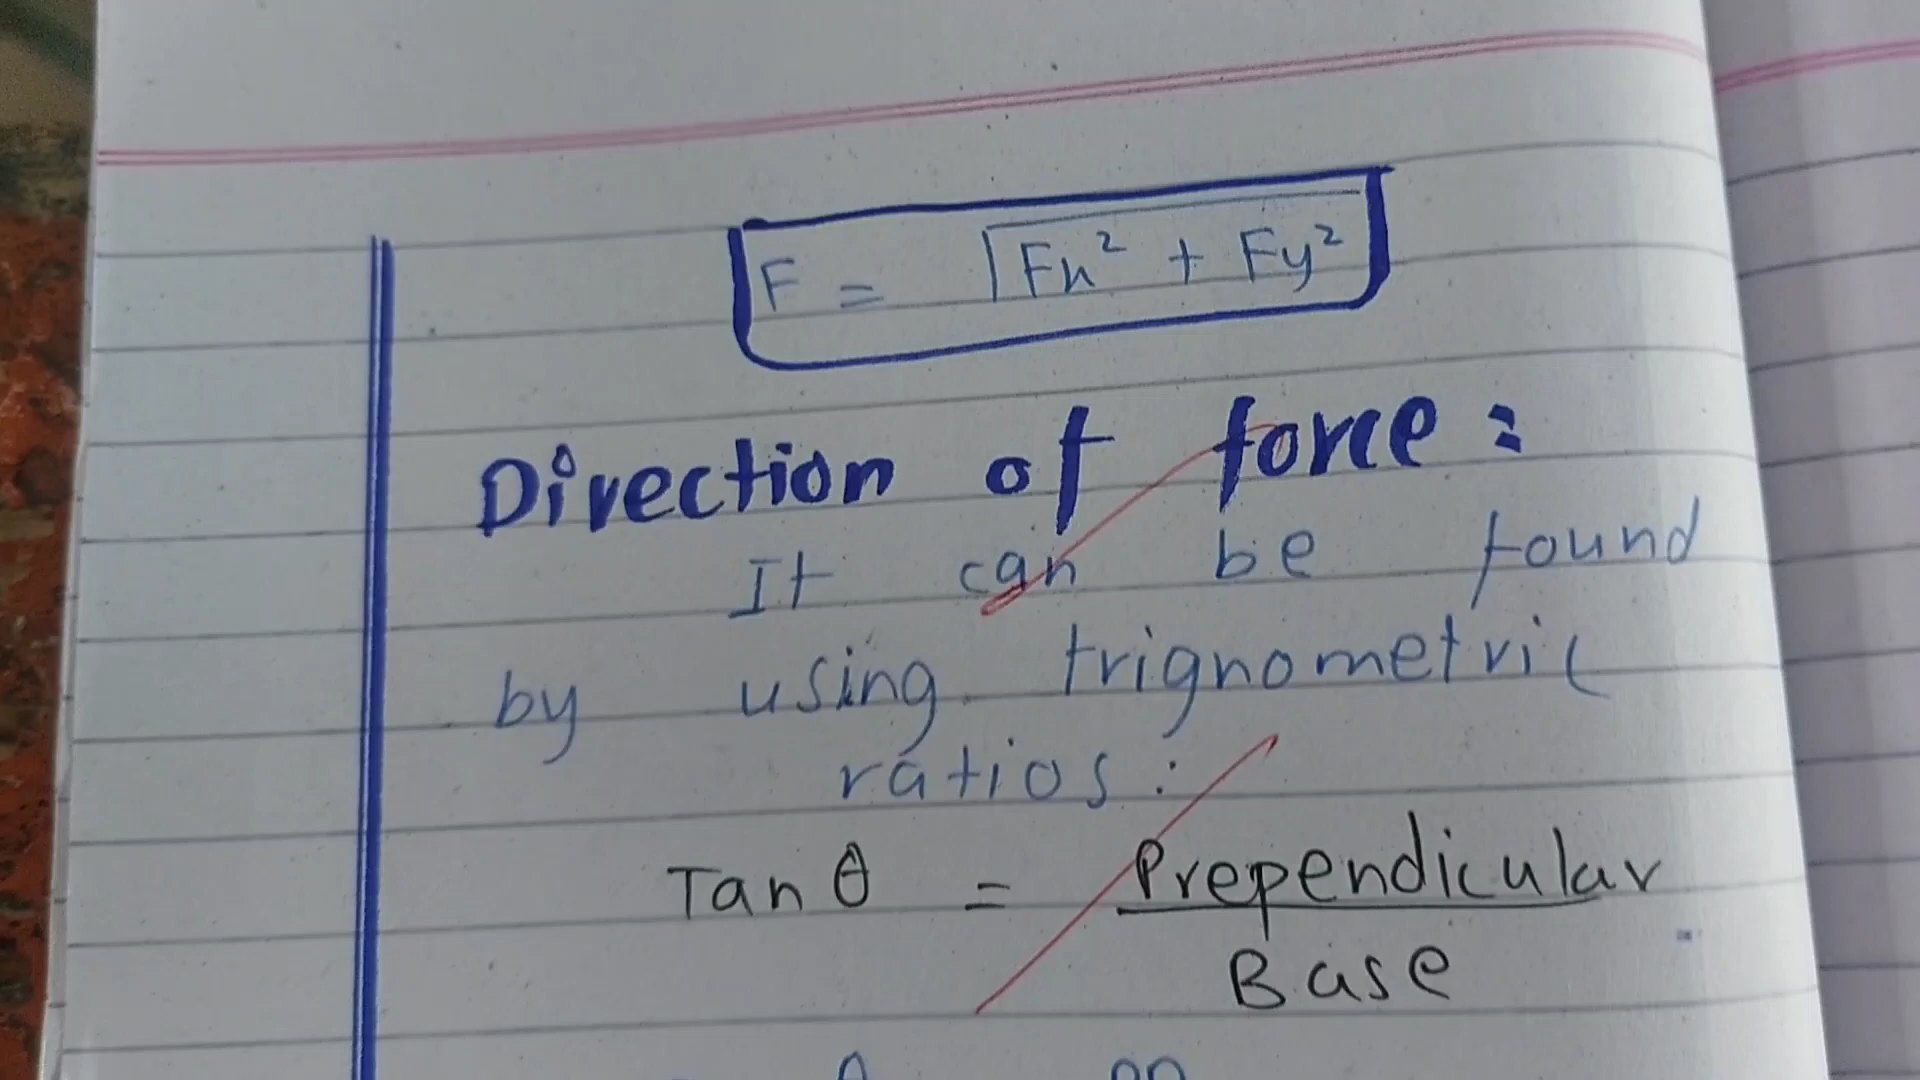 F = √Fx² + Fy²
Direction of force:
It can be found
by using trignometric
ratios:
Tan θ = Prependicular
Base